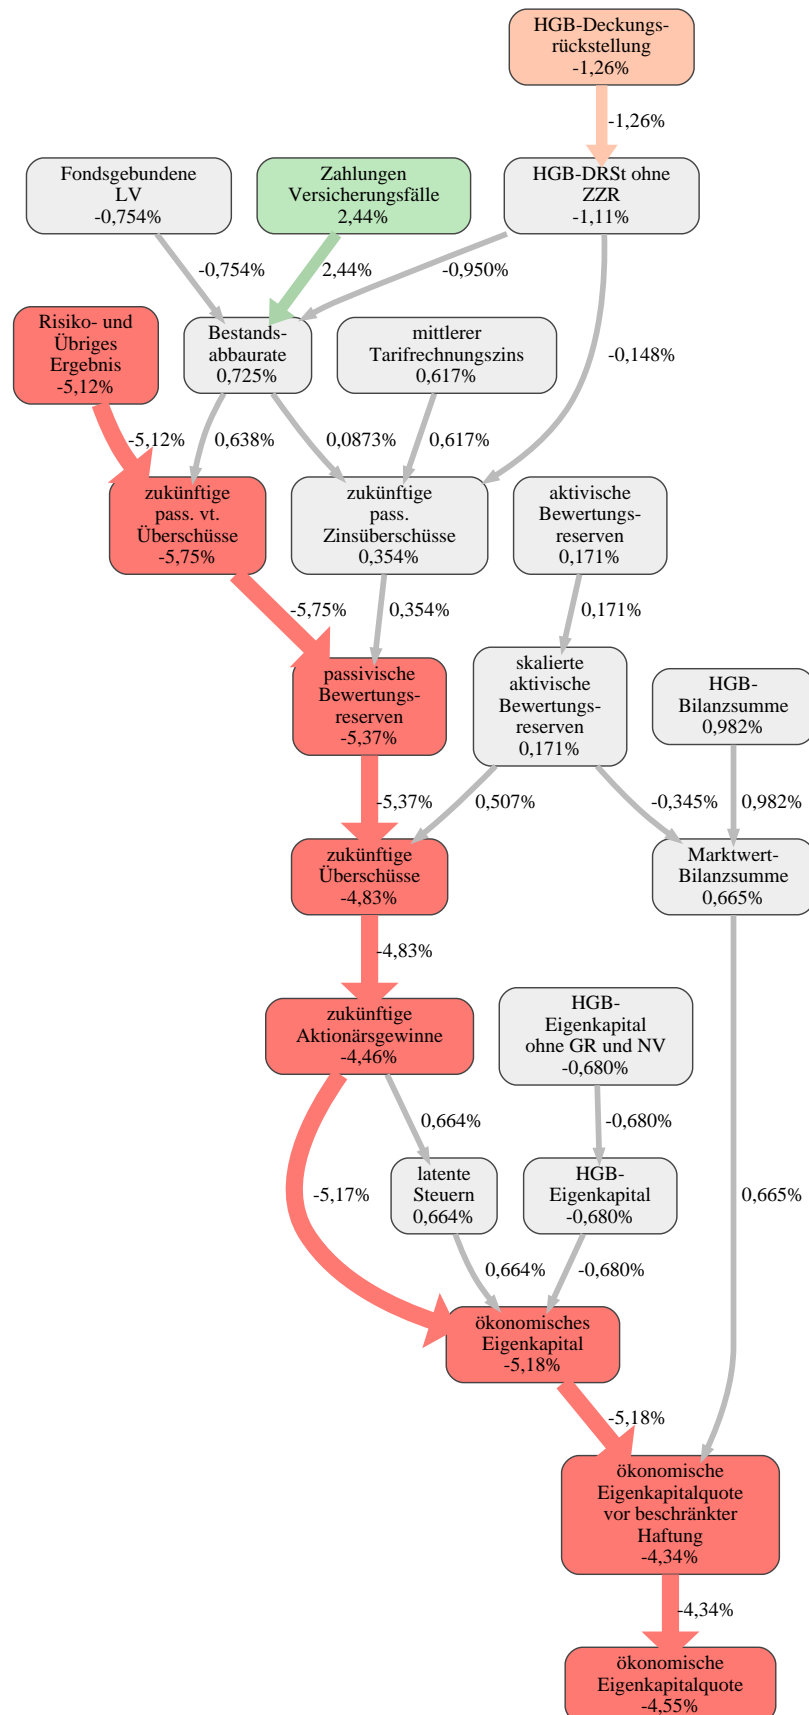 HGB-Deckungs-
rückstellung
-1,26%
-1,26%
Fondsgebundene
LV
-0,754%
Zahlungen
Versicherungsfälle
2,44%
HGB-DRSt ohne
ZZR
-1,11%
-0,754%
2,44%
-0,950%
-0,148%
Risiko- und
Übriges
Ergebnis
-5,12%
Bestands-
abbaurate
0,725%
mittlerer
Tarifrechnungszins
0,617%
-5,12%
0,638%
0,0873%
0,617%
zukünftige
pass. vt.
Überschüsse
-5,75%
zukünftige
pass.
Zinsüberschüsse
0,354%
aktivische
Bewertungs-
reserven
0,171%
-5,75%
0,354%
0,171%
passivische
Bewertungs-
reserven
-5,37%
skalierte
aktivische
Bewertungs-
reserven
0,171%
HGB-
Bilanzsumme
0,982%
-5,37%
0,507%
-0,345%
0,982%
zukünftige
Überschüsse
-4,83%
Marktwert-
Bilanzsumme
0,665%
-4,83%
zukünftige
Aktionärsgewinne
-4,46%
HGB-
Eigenkapital
ohne GR und NV
-0,680%
0,664%
-0,680%
-5,17%
latente
Steuern
0,664%
HGB-
Eigenkapital
-0,680%
0,665%
0,664%
-0,680%
ökonomisches
Eigenkapital
-5,18%
-5,18%
ökonomische
Eigenkapitalquote
vor beschränkter
Haftung
-4,34%
-4,34%
ökonomische
Eigenkapitalquote
-4,55%